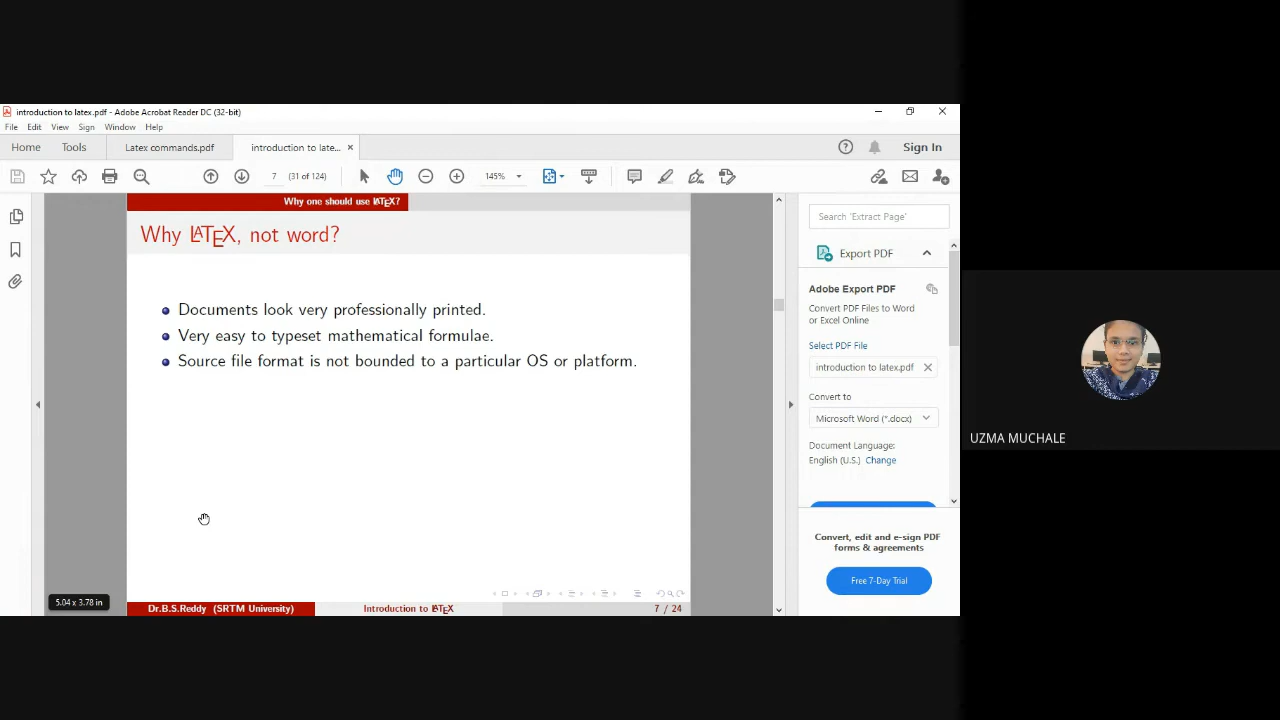 introduction to latex.pdf - Adobe Acrobat Reader DC (32-bit)
File Edit View Sign Window Help
Home Tools Latex commands.pdf introduction to late... × Sign In
7 (31 of 124) 145%
Why one should use LATEX?
Why LATEX, not word?
Documents look very professionally printed.
Very easy to typeset mathematical formulae.
Source file format is not bounded to a particular OS or platform.
5.04 x 3.78 in
Dr.B.S.Reddy (SRTM University) Introduction to LATEX 7 / 24
Search 'Extract Page'
Export PDF
Adobe Export PDF
Convert PDF Files to Word
or Excel Online
Select PDF File
introduction to latex.pdf
Convert to
Microsoft Word (*.docx)
Document Language:
English (U.S.) Change
Convert, edit and e-sign PDF
forms & agreements
Free 7-Day Trial
UZMA MUCHALE